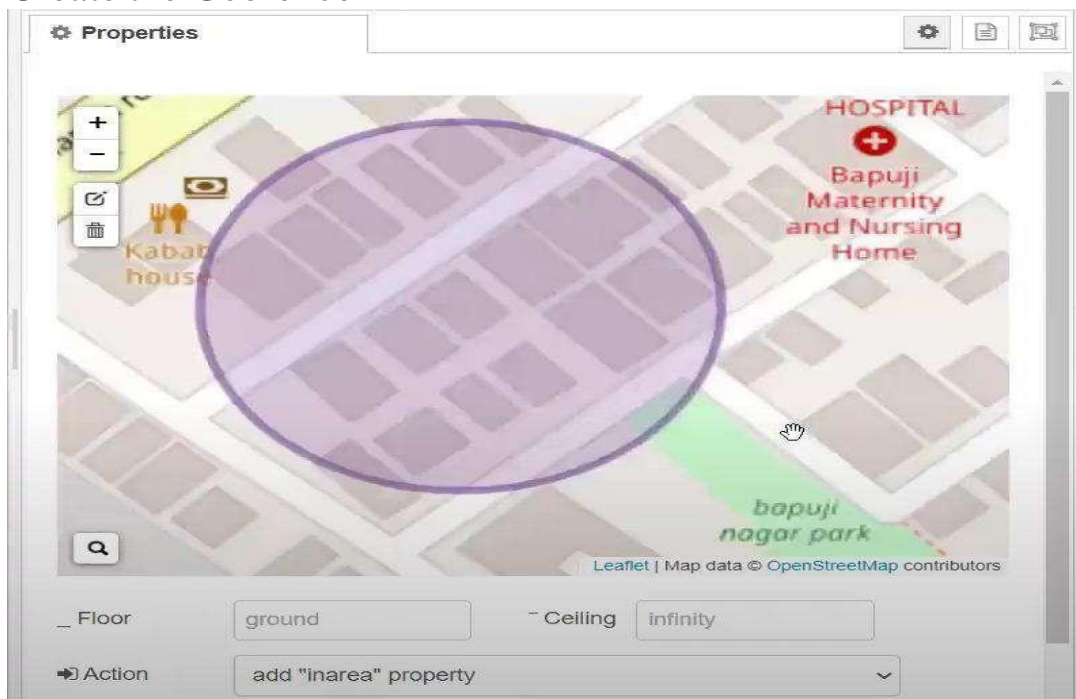 Properties
+
−
HOSPITAL
Bapuji
Maternity
and Nursing
Home
Kabab
house
bapuji
nagar park
Leaflet | Map data © OpenStreetMap contributors
_ Floor ground ‾ Ceiling infinity
Action add "inarea" property